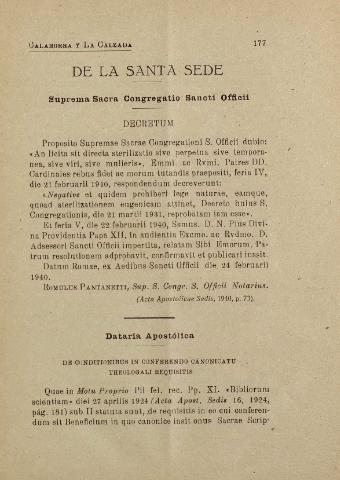 CALAHORRA Y LA CALZADA 177
DE LA SANTA SEDE
Suprema Sacra Congregatio Sancti Officii
DECRETUM
Proposito Supremae Sacrae Congregationi S. Officii dubio:
«An licita sit directa sterilizatio sive perpetua sive tempora-
nea, sive viri, sive mulieris», Emmi. ac Rvmi. Patres DD.
Cardinales rebus fidei ac morum tutandis praepositi, feria IV,
die 21 februarii 1940, respondendum decreverunt:
«Negative et quidem prohiberi lege naturae, eamque,
quoad sterilizationem eugenicam attinet, Decreto huius S.
Congregationis, die 21 martii 1931, reprobatam iam esse».
Et feria V, die 22 februarii 1940, Ssmus. D. N. Pius Divi-
na Providentia Papa XII, in audientia Excmo. ac Rvdmo. D.
Adsessori Sancti Officii impertita, relatam Sibi Emorum, Pa-
trum resolutionem adprobavit, confirmavit et publicari iussit.
Datum Romae, ex Aedibus Sancti Officii die 24 februarii
1940.
ROMULUS PANTANETTI, Sup. S. Congr. S. Officii Notarius.
(Acta Apostolicae Sedis, 1940, p. 73).
Dataría Apostólica
DE CONDITIONIBUS IN CONFERENDO CANONICATU
THEOLOGALI REQUISITIS
Quae in Motu Proprio Pii fel. rec. Pp. XI. «Bibliorum
scientiam» diei 27 aprilis 1924 (Acta Apost. Sedis 16, 1924,
pág. 181) sub II statuta sunt, de requisitis in eo cui conferen-
dum sit Beneficium in quo canonice insit onus Sacrae Scrip-